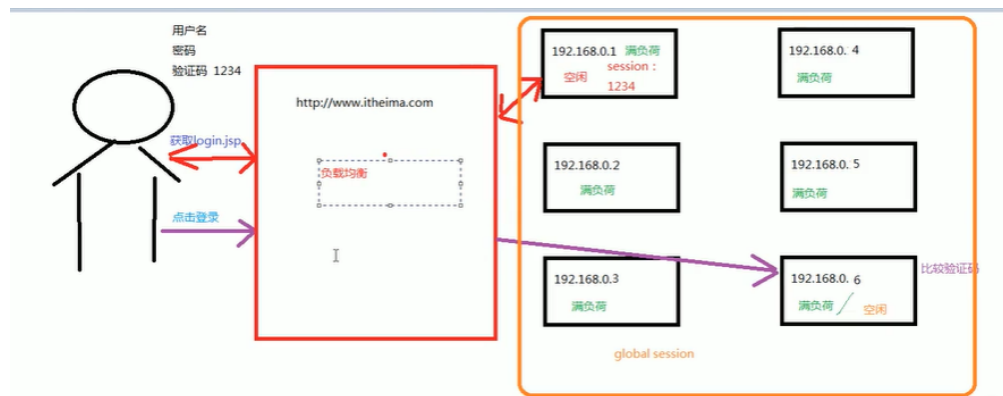 用户名
密码
验证码 1234
获取login.jsp
点击登录
http://www.itheima.com
负载均衡
192.168.0.1 满负荷
空闲 session：
1234
192.168.0.2
满负荷
192.168.0.3
满负荷
192.168.0. 4
满负荷
192.168.0. 5
满负荷
192.168.0. 6
满负荷 空闲
比较验证码
global session